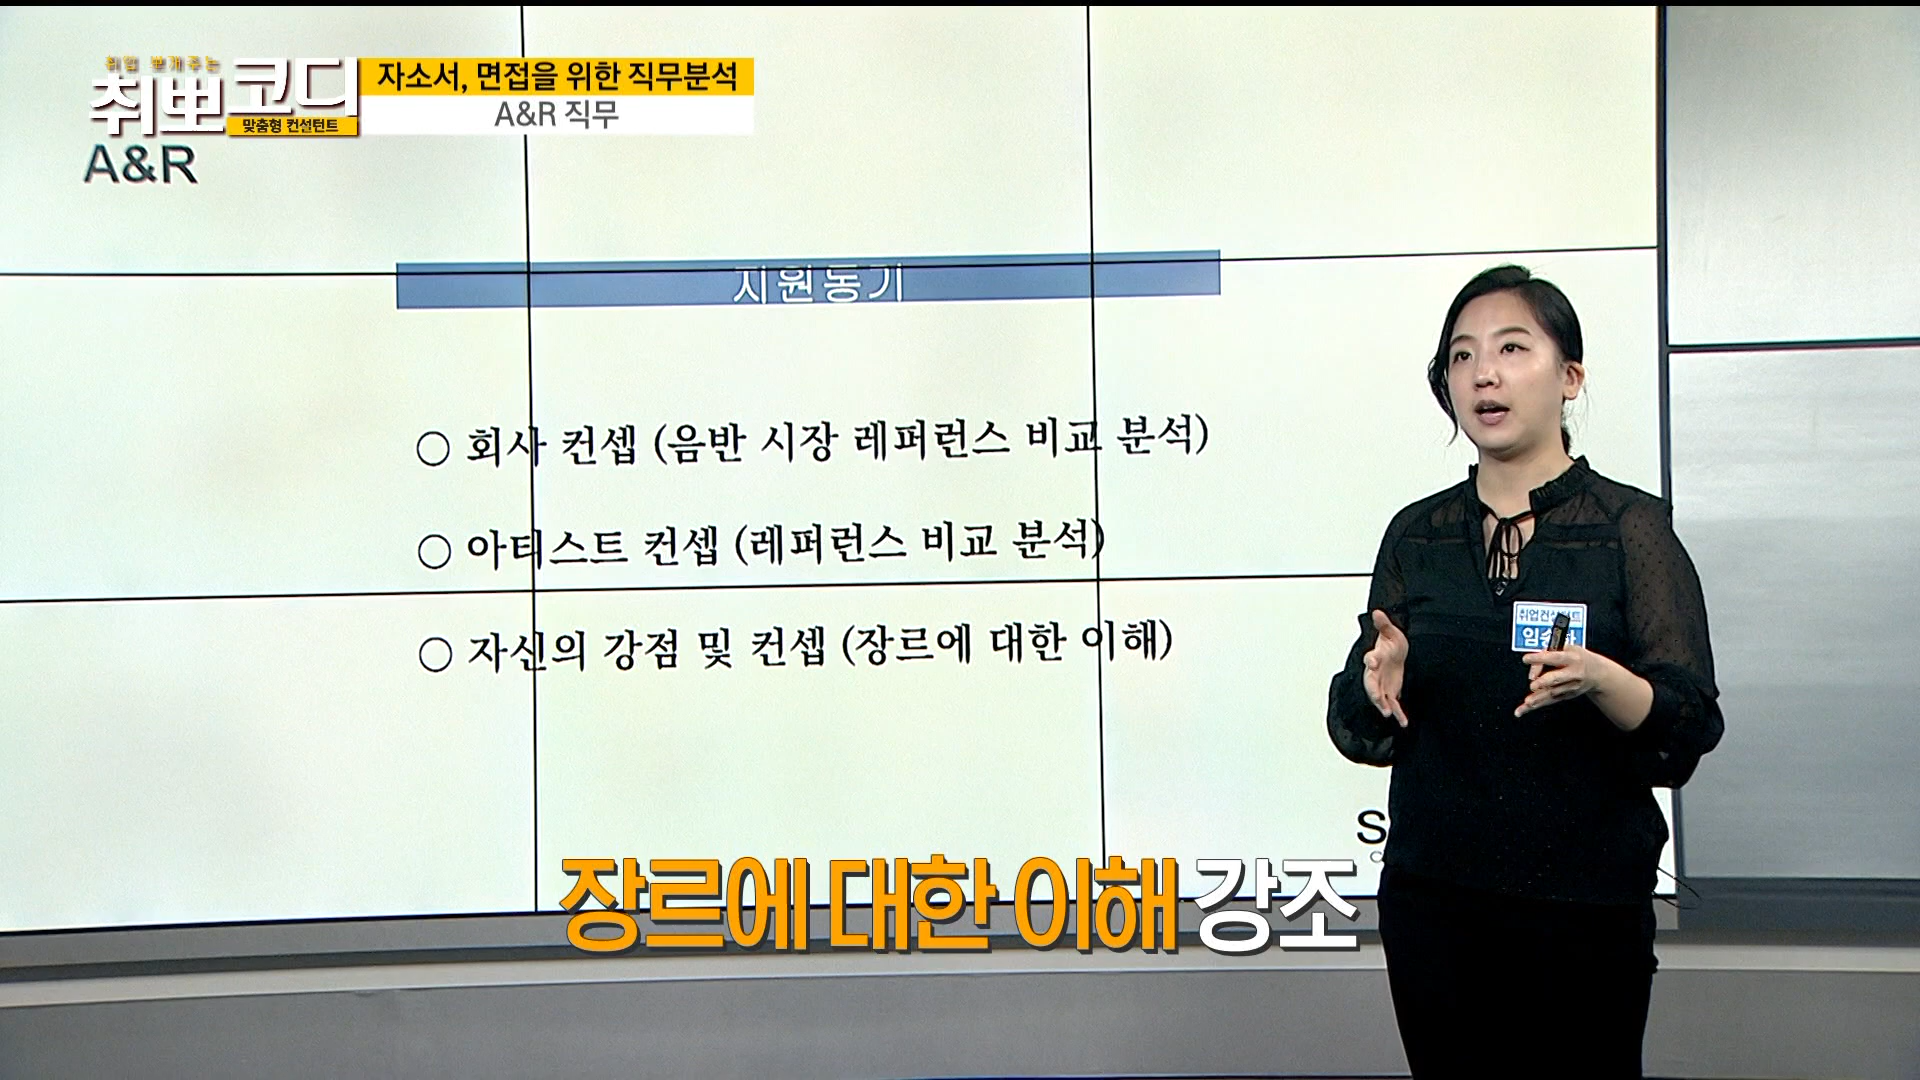 취업 뽀개주는
취뽀코디
맞춤형 컨설턴트
자소서, 면접을 위한 직무분석
A&R 직무
A&R
지원동기
○ 회사 컨셉 (음반 시장 레퍼런스 비교 분석)
○ 아티스트 컨셉 (레퍼런스 비교 분석)
○ 자신의 강점 및 컨셉 (장르에 대한 이해)
취업컨설턴트
장르에 대한 이해 강조